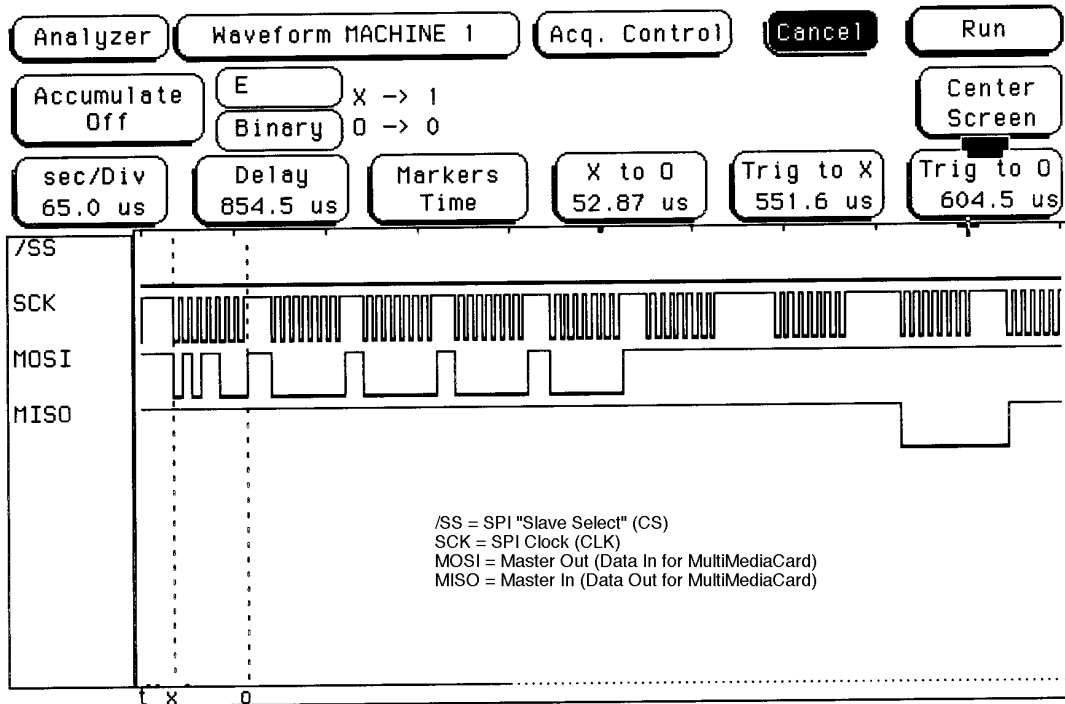 Analyzer
Waveform MACHINE 1
Acq. Control
Cancel
Run
Accumulate
Off
E
X -> 1
Binary
O -> 0
Center
Screen
sec/Div
65.0 us
Delay
854.5 us
Markers
Time
X to O
52.87 us
Trig to X
551.6 us
Trig to O
604.5 us
/SS
SCK
MOSI
MISO
/SS = SPI "Slave Select" (CS)
SCK = SPI Clock (CLK)
MOSI = Master Out (Data In for MultiMediaCard)
MISO = Master In (Data Out for MultiMediaCard)
t X O